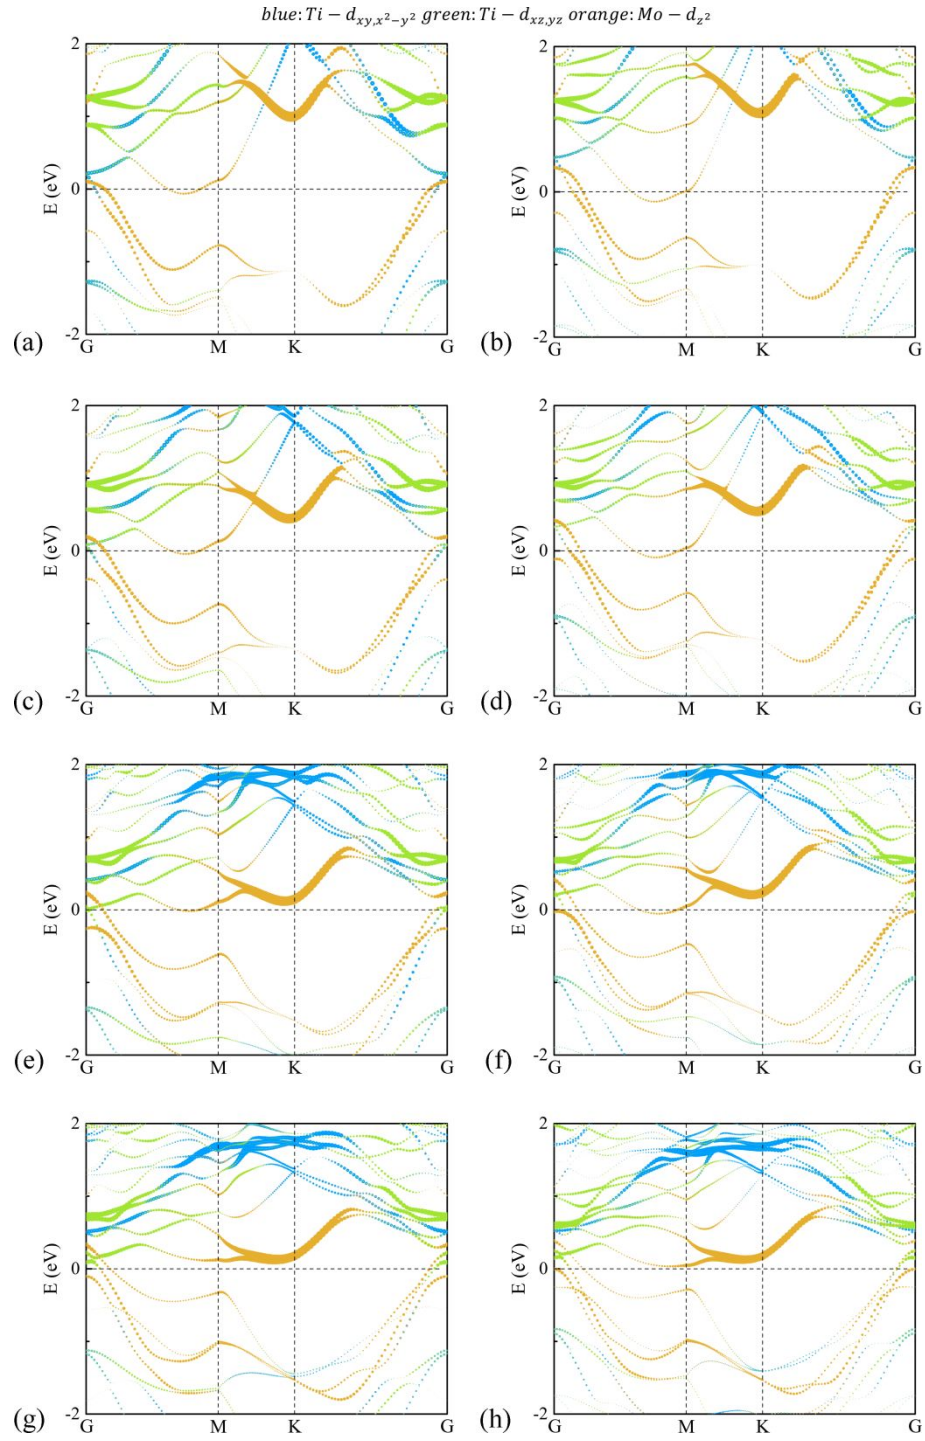 blue: Ti − d_{xy,x²−y²} green: Ti − d_{xz,yz} orange: Mo − d_{z²}
2
0
-2
E (eV)
G M K G
(a)
2
0
-2
E (eV)
G M K G
(b)
2
0
-2
E (eV)
G M K G
(c)
2
0
-2
E (eV)
G M K G
(d)
2
0
-2
E (eV)
G M K G
(e)
2
0
-2
E (eV)
G M K G
(f)
2
0
-2
E (eV)
G M K G
(g)
2
0
-2
E (eV)
G M K G
(h)